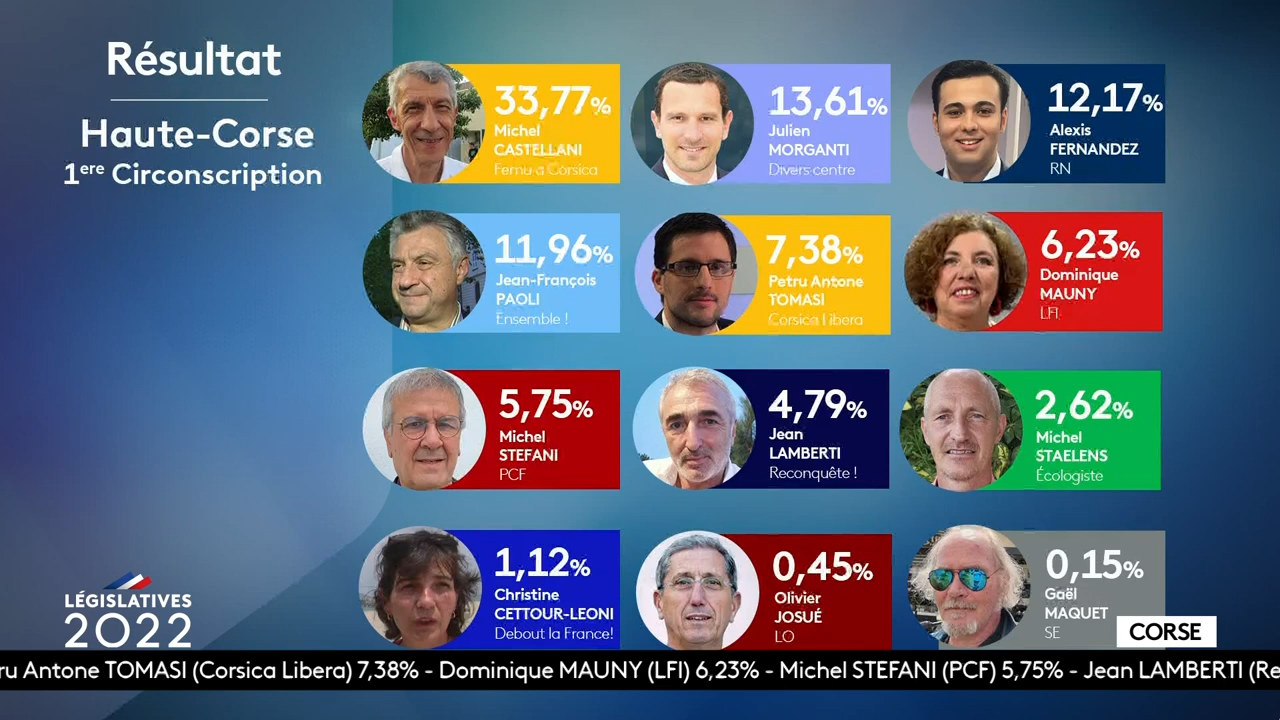 Résultat
Haute-Corse
1ere Circonscription
33,77%
Michel
CASTELLANI
Femu a Corsica
13,61%
Julien
MORGANTI
Divers centre
12,17%
Alexis
FERNANDEZ
RN
11,96%
Jean-François
PAOLI
Ensemble !
7,38%
Petru Antone
TOMASI
Corsica Libera
6,23%
Dominique
MAUNY
LFI
5,75%
Michel
STEFANI
PCF
4,79%
Jean
LAMBERTI
Reconquête !
2,62%
Michel
STAELENS
Écologiste
1,12%
Christine
CETTOUR-LEONI
Debout la France!
0,45%
Olivier
JOSUÉ
LO
0,15%
Gaël
MAQUET
SE
LÉGISLATIVES
2022
CORSE
ru Antone TOMASI (Corsica Libera) 7,38% - Dominique MAUNY (LFI) 6,23% - Michel STEFANI (PCF) 5,75% - Jean LAMBERTI (Re